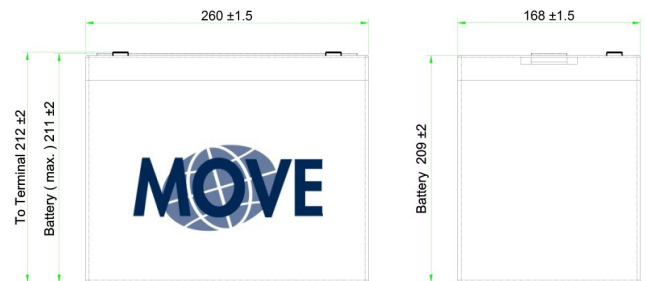 260 ±1.5
168 ±1.5
To Terminal 212 ±2
Battery ( max. ) 211 ±2
MOVE
Battery 209 ±2